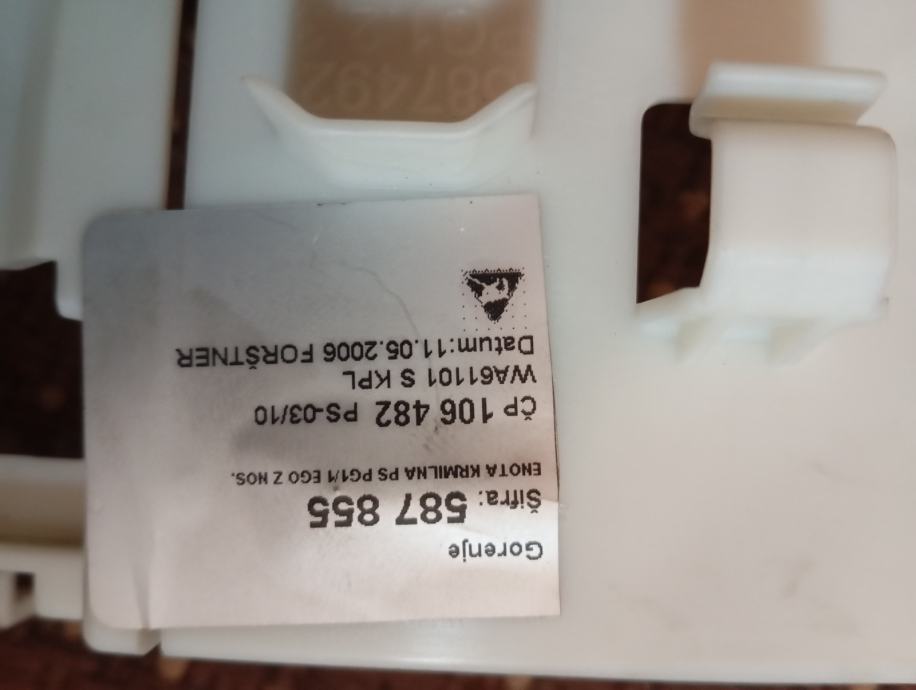 Gorenje
Šifra: 587 855
ENOTA KRMILNA PS PG1/1 EGO Z NOS.
ČP 106 482 PS-03/10
WA61101 S KPL
Datum:11.05.2006 FORŠTNER
587492